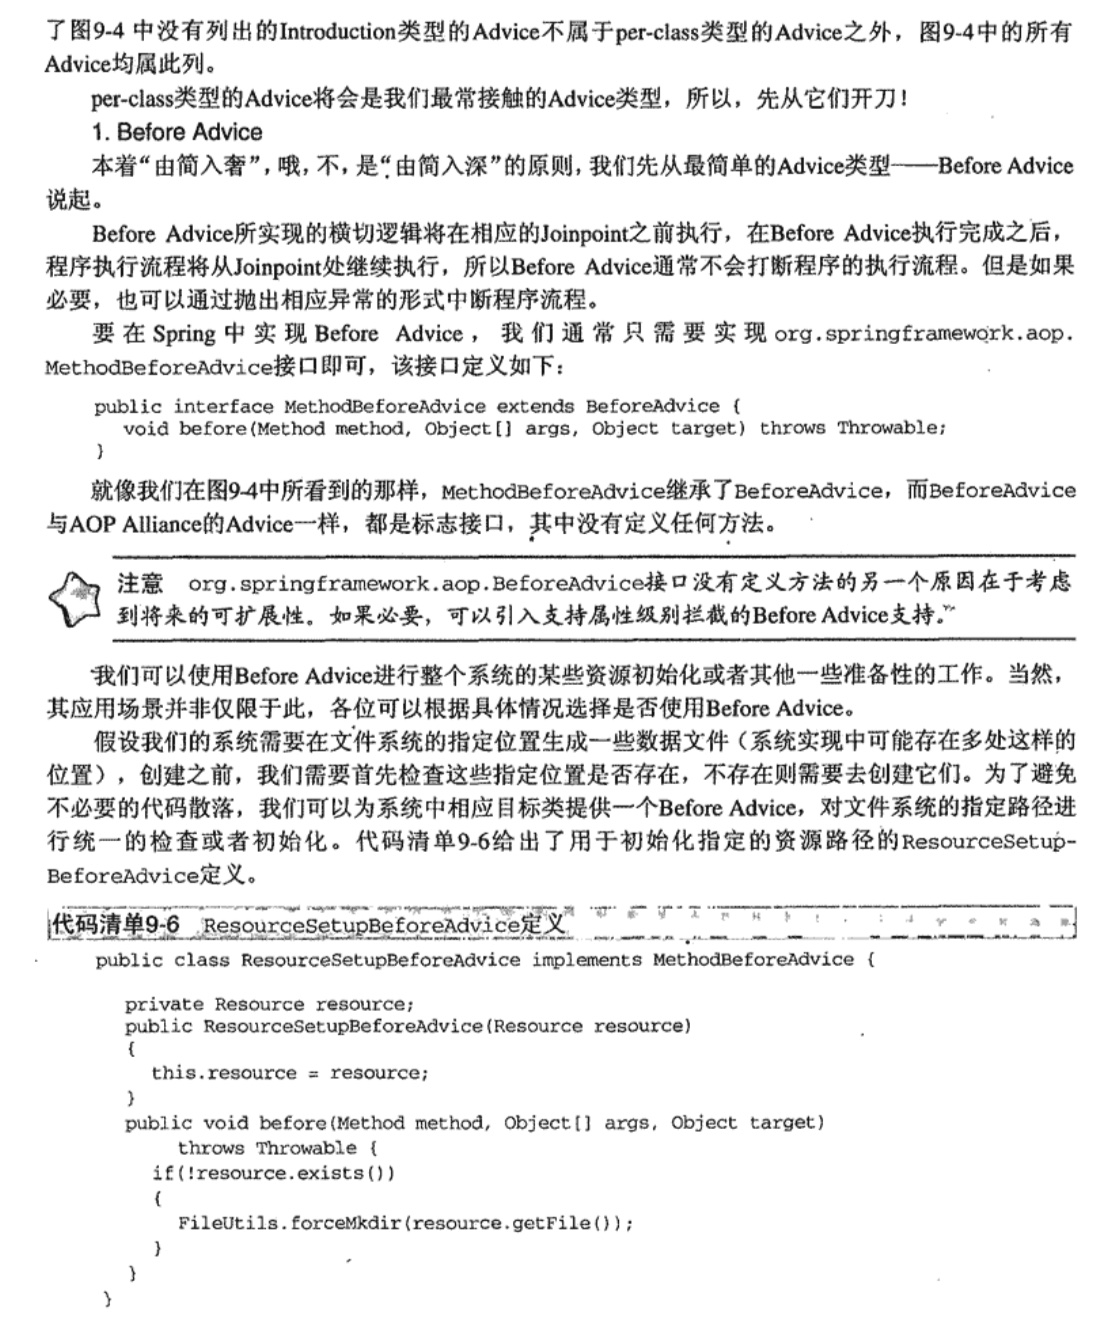 了图9-4 中没有列出的Introduction类型的Advice不属于per-class类型的Advice之外，图9-4中的所有
Advice均属此列。
per-class类型的Advice将会是我们最常接触的Advice类型，所以，先从它们开刀！
1. Before Advice
本着“由简入奢”，哦，不，是“由简入深”的原则，我们先从最简单的Advice类型——Before Advice
说起。
Before Advice所实现的横切逻辑将在相应的Joinpoint之前执行，在Before Advice执行完成之后，
程序执行流程将从Joinpoint处继续执行，所以Before Advice通常不会打断程序的执行流程。但是如果
必要，也可以通过抛出相应异常的形式中断程序流程。
要在Spring中实现Before Advice，我们通常只需要实现org.springframework.aop.
MethodBeforeAdvice接口即可，该接口定义如下：
public interface MethodBeforeAdvice extends BeforeAdvice {
void before(Method method, Object[] args, Object target) throws Throwable;
}
就像我们在图9-4中所看到的那样，MethodBeforeAdvice继承了BeforeAdvice，而BeforeAdvice
与AOP Alliance的Advice一样，都是标志接口，其中没有定义任何方法。
注意 org.springframework.aop.BeforeAdvice接口没有定义方法的另一个原因在于考虑
到将来的可扩展性。如果必要，可以引入支持属性级别拦截的Before Advice支持。
我们可以使用Before Advice进行整个系统的某些资源初始化或者其他一些准备性的工作。当然，
其应用场景并非仅限于此，各位可以根据具体情况选择是否使用Before Advice。
假设我们的系统需要在文件系统的指定位置生成一些数据文件（系统实现中可能存在多处这样的
位置），创建之前，我们需要首先检查这些指定位置是否存在，不存在则需要去创建它们。为了避免
不必要的代码散落，我们可以为系统中相应目标类提供一个Before Advice，对文件系统的指定路径进
行统一的检查或者初始化。代码清单9-6给出了用于初始化指定的资源路径的ResourceSetup-
BeforeAdvice定义。
代码清单9-6 ResourceSetupBeforeAdvice定义
public class ResourceSetupBeforeAdvice implements MethodBeforeAdvice {
private Resource resource;
public ResourceSetupBeforeAdvice(Resource resource)
{
this.resource = resource;
}
public void before(Method method, Object[] args, Object target)
throws Throwable {
if(!resource.exists())
{
FileUtils.forceMkdir(resource.getFile());
}
}
}